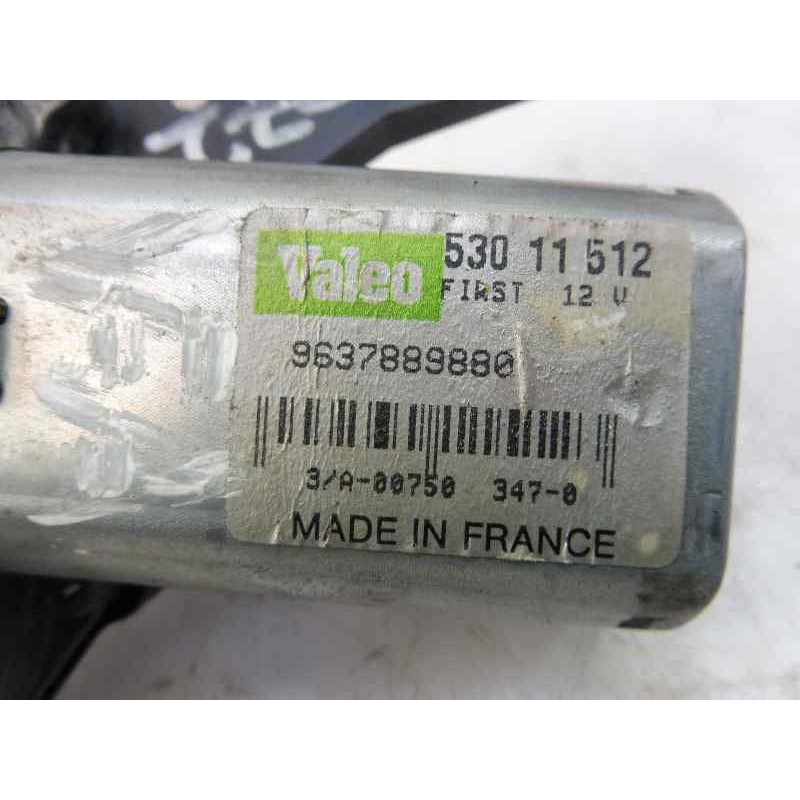 Valeo 530 11 512
FIRST 12 V
9637889880
3/A-00750 347-0
MADE IN FRANCE